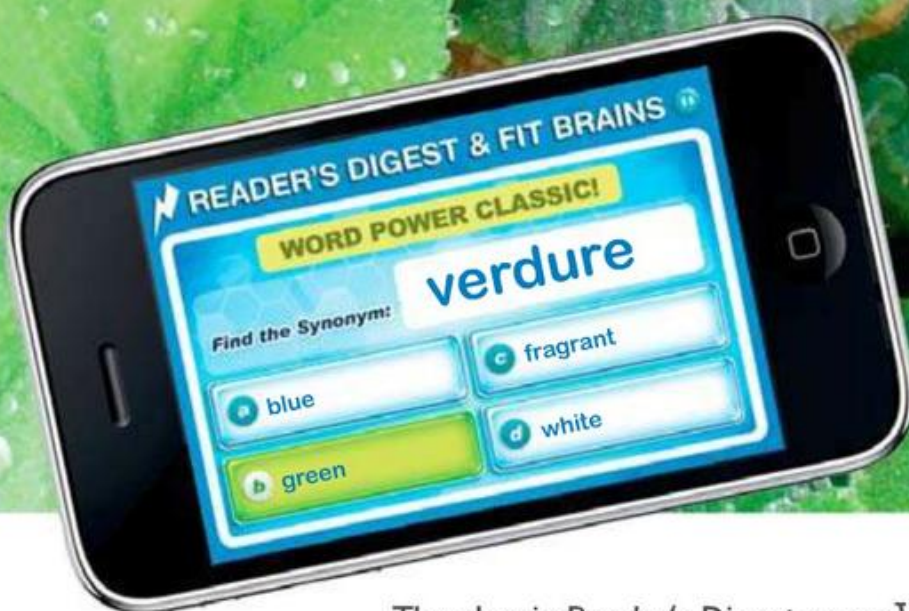 READER'S DIGEST & FIT BRAINS
WORD POWER CLASSIC!
Find the Synonym: verdure
a blue
c fragrant
b green
d white